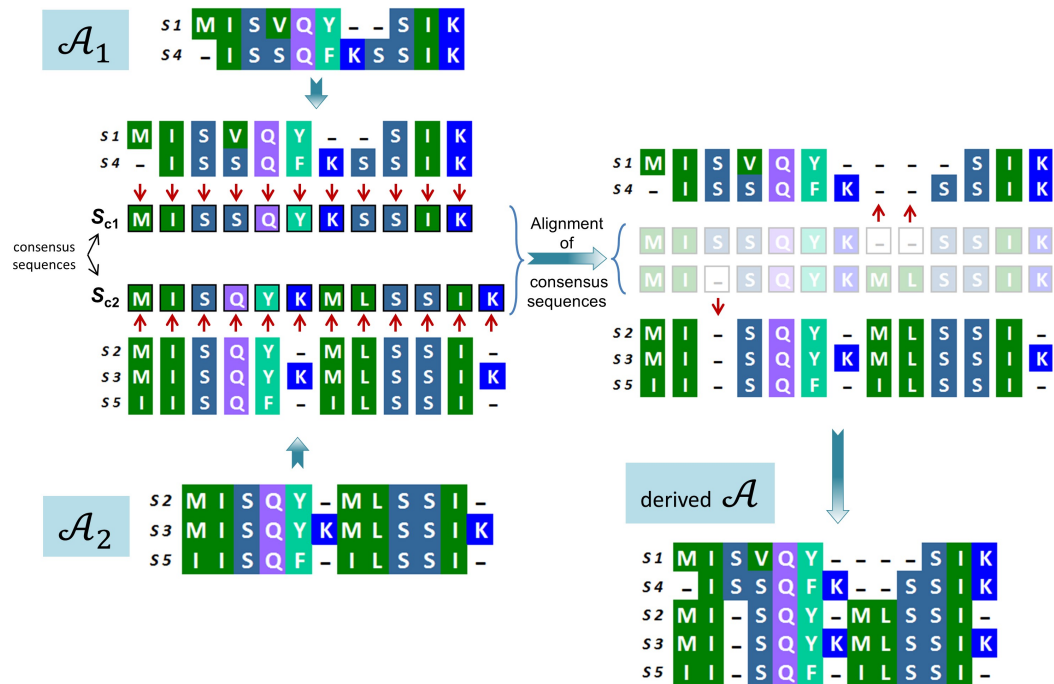 𝒜₁
S1 M I S V Q Y – – S I K
S4 – I S S Q F K S S I K
S1 M I S V Q Y – – S I K
S4 – I S S Q F K S S I K
Sc1 M I S S Q Y K S S I K
consensus
sequences
Sc2 M I S Q Y K M L S S I K
S2 M I S Q Y – M L S S I –
S3 M I S Q Y K M L S S I K
S5 I I S Q F – I L S S I –
𝒜₂
S2 M I S Q Y – M L S S I –
S3 M I S Q Y K M L S S I K
S5 I I S Q F – I L S S I –
Alignment
of
consensus
sequences
S1 M I S V Q Y – – – – S I K
S4 – I S S Q F K – – S S I K
M I S S Q Y K – – S S I K
M I – S Q Y K M L S S I K
S2 M I – S Q Y – M L S S I –
S3 M I – S Q Y K M L S S I K
S5 I I – S Q F – I L S S I –
derived 𝒜
S1 M I S V Q Y – – – – S I K
S4 – I S S Q F K – – S S I K
S2 M I – S Q Y – M L S S I –
S3 M I – S Q Y K M L S S I K
S5 I I – S Q F – I L S S I –